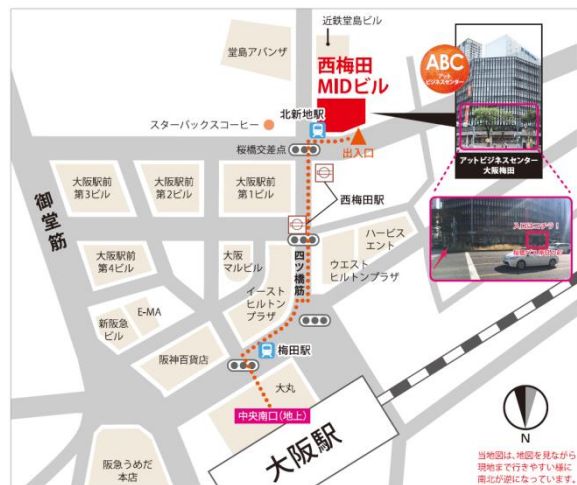 近鉄堂島ビル
堂島アバンザ
西梅田
MIDビル
ABC
アット
ビジネスセンター
北新地駅
スターバックスコーヒー
桜橋交差点
出入口
アットビジネスセンター
大阪梅田
御堂筋
大阪駅前
第3ビル
大阪駅前
第2ビル
大阪駅前
第1ビル
西梅田駅
入口はコチラ!
大阪駅前
第4ビル
大阪
マルビル
四ツ橋筋
ハービス
エント
ウエスト
ヒルトンプラザ
イースト
ヒルトン
プラザ
E-MA
新阪急
ビル
阪神百貨店
梅田駅
大丸
中央南口(地上)
大阪駅
阪急うめだ
本店
N
当地図は、地図を見ながら
現地まで行きやすい様に
南北が逆になっています。